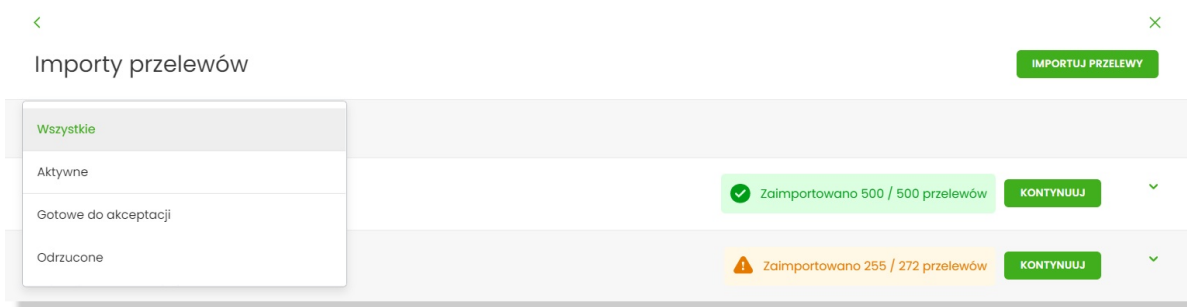 Importy przelewów
IMPORTUJ PRZELEWY
Wszystkie
Aktywne
Zaimportowano 500 / 500 przelewów
KONTYNUUJ
Gotowe do akceptacji
Odrzucone
Zaimportowano 255 / 272 przelewów
KONTYNUUJ